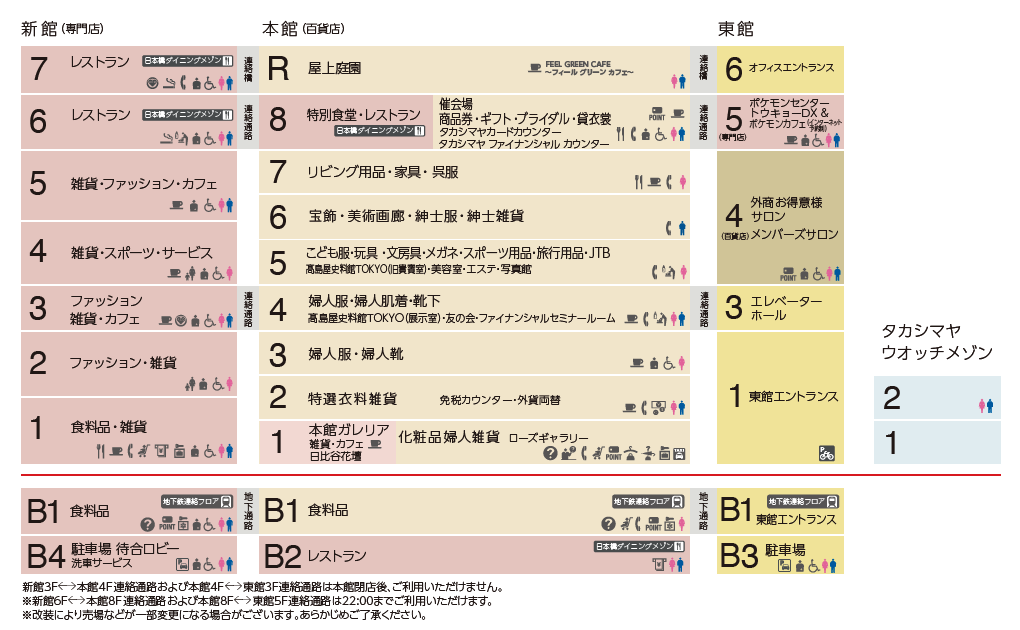 新館(専門店)
7 レストラン 日本橋ダイニングメゾン
6 レストラン 日本橋ダイニングメゾン
5 雑貨・ファッション・カフェ
4 雑貨・スポーツ・サービス
3 ファッション
雑貨・カフェ
2 ファッション・雑貨
1 食料品・雑貨
B1 食料品 地下鉄連絡フロア
POINT
B4 駐車場 待合ロビー
洗車サービス
連絡橋
連絡通路
連絡通路
地下通路
本館(百貨店)
R 屋上庭園 FEEL GREEN CAFE
〜フィール グリーン カフェ〜
8 特別食堂・レストラン
日本橋ダイニングメゾン
催会場
商品券・ギフト・ブライダル・貸衣裳
タカシマヤカードカウンター
タカシマヤ ファイナンシャル カウンター
POINT
7 リビング用品・家具・呉服
6 宝飾・美術画廊・紳士服・紳士雑貨
5 こども服・玩具・文房具・メガネ・スポーツ用品・旅行用品・JTB
髙島屋史料館TOKYO(旧貴賓室)・美容室・エステ・写真館
4 婦人服・婦人肌着・靴下
髙島屋史料館TOKYO(展示室)・友の会・ファイナンシャルセミナールーム
3 婦人服・婦人靴
2 特選衣料雑貨 免税カウンター・外貨両替
1 本館ガレリア
雑貨・カフェ
日比谷花壇
化粧品婦人雑貨 ローズギャラリー
POINT
B1 食料品 地下鉄連絡フロア
POINT
B2 レストラン 日本橋ダイニングメゾン
連絡橋
連絡通路
連絡通路
地下通路
東館
6 オフィスエントランス
5 (専門店) ポケモンセンター
トウキョーDX &
ポケモンカフェ(インターネット予約制)
4 (百貨店) 外商お得意様
サロン
メンバーズサロン
POINT
3 エレベーター
ホール
1 東館エントランス
P
B1 地下鉄連絡フロア
東館エントランス
B3 駐車場
タカシマヤ
ウオッチメゾン
2
1
新館3F←→本館4F連絡通路および本館4F←→東館3F連絡通路は本館閉店後、ご利用いただけません。
※新館6F←→本館8F連絡通路および本館8F←→東館5F連絡通路は22:00までご利用いただけます。
※改装により売場などが一部変更になる場合がございます。あらかじめご了承ください。